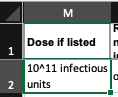 M
1
Dose if listed
2
10^11 infectious
units